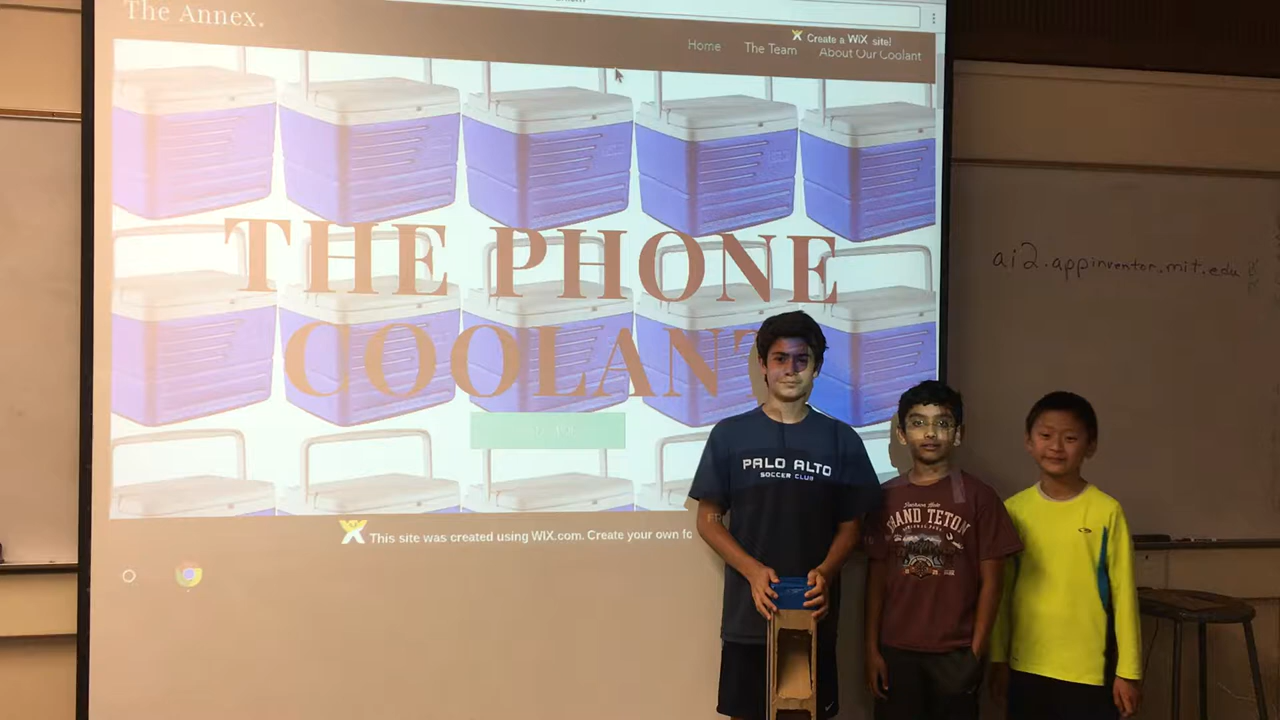 The Annex.
Create a WiX site!
Home The Team About Our Coolant
THE PHONE
COOLANT
PALO ALTO
SOCCER CLUB
GRAND TETON
This site was created using WIX.com. Create your own fo
ai2.appinventor.mit.edu